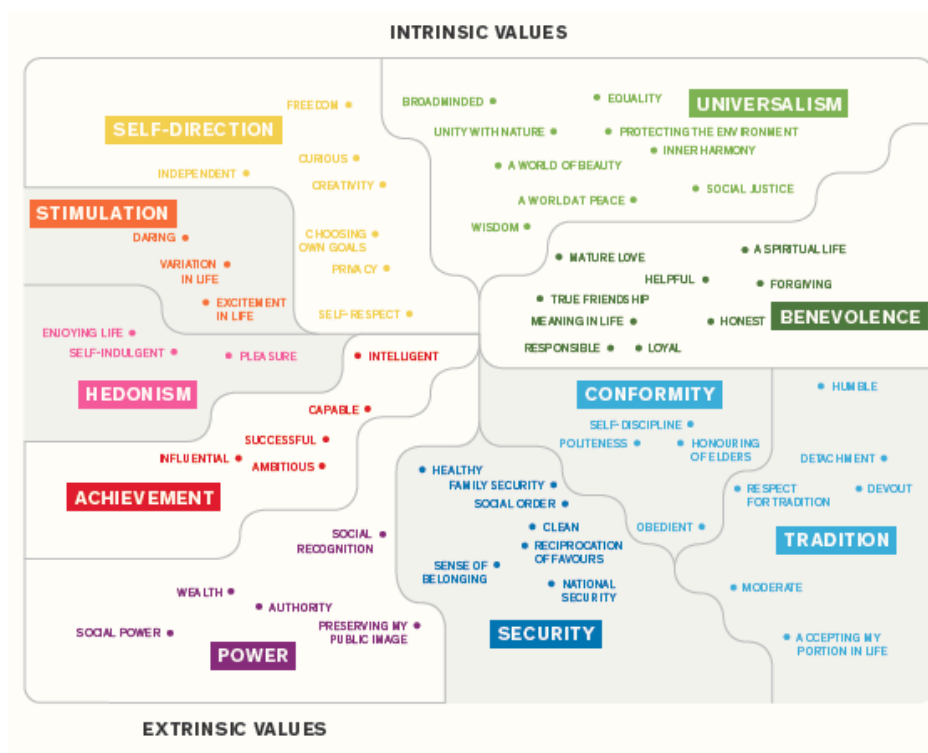 INTRINSIC VALUES
SELF-DIRECTION
FREEDOM
CURIOUS
INDEPENDENT
CREATIVITY
CHOOSING
OWN GOALS
PRIVACY
SELF-RESPECT
UNIVERSALISM
BROADMINDED
EQUALITY
UNITY WITH NATURE
PROTECTING THE ENVIRONMENT
INNER HARMONY
A WORLD OF BEAUTY
SOCIAL JUSTICE
A WORLD AT PEACE
WISDOM
STIMULATION
DARING
VARIATION
IN LIFE
EXCITEMENT
IN LIFE
MATURE LOVE
A SPIRITUAL LIFE
HELPFUL
FORGIVING
TRUE FRIENDSHIP
MEANING IN LIFE
HONEST
BENEVOLENCE
RESPONSIBLE
LOYAL
ENJOYING LIFE
SELF-INDULGENT
PLEASURE
HEDONISM
INTELLIGENT
CAPABLE
SUCCESSFUL
INFLUENTIAL
AMBITIOUS
ACHIEVEMENT
CONFORMITY
SELF-DISCIPLINE
POLITENESS
HONOURING
OF ELDERS
OBEDIENT
HUMBLE
DETACHMENT
RESPECT
FOR TRADITION
DEVOUT
TRADITION
MODERATE
ACCEPTING MY
PORTION IN LIFE
HEALTHY
FAMILY SECURITY
SOCIAL ORDER
CLEAN
RECIPROCATION
OF FAVOURS
SENSE OF
BELONGING
NATIONAL
SECURITY
SECURITY
SOCIAL
RECOGNITION
WEALTH
AUTHORITY
SOCIAL POWER
PRESERVING MY
PUBLIC IMAGE
POWER
EXTRINSIC VALUES